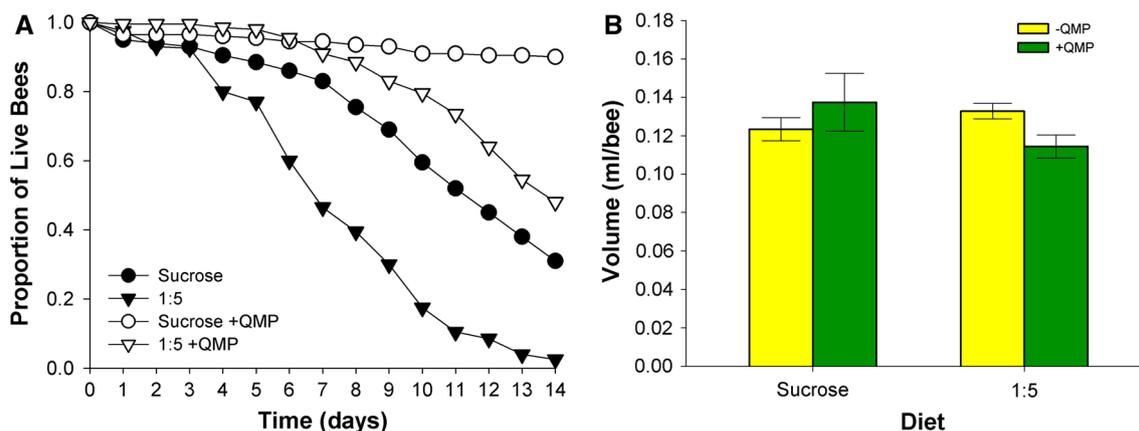 A
Proportion of Live Bees
1.0
0.8
0.6
0.4
0.2
0.0
Sucrose
1:5
Sucrose +QMP
1:5 +QMP
0 1 2 3 4 5 6 7 8 9 10 11 12 13 14
Time (days)
B
Volume (ml/bee)
0.18
0.16
0.14
0.12
0.10
0.08
0.06
0.04
0.02
0.00
-QMP
+QMP
Sucrose 1:5
Diet